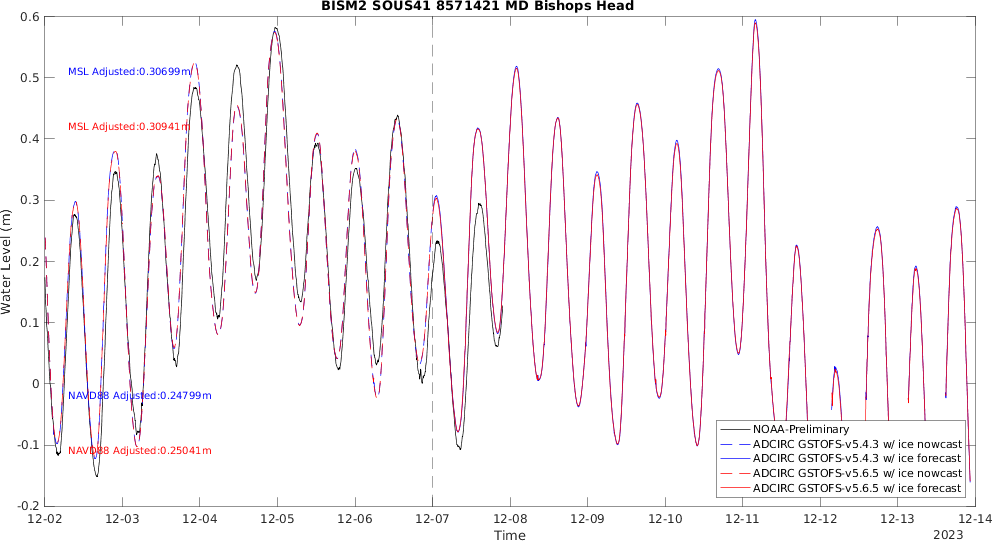 BISM2 SOUS41 8571421 MD Bishops Head
0.6
0.5
0.4
0.3
0.2
0.1
0
-0.1
-0.2
Water Level (m)
MSL Adjusted:0.30699m
MSL Adjusted:0.30941m
NAVD88 Adjusted:0.24799m
NAVD88 Adjusted:0.25041m
NOAA-Preliminary
ADCIRC GSTOFS-v5.4.3 w/ ice nowcast
ADCIRC GSTOFS-v5.4.3 w/ ice forecast
ADCIRC GSTOFS-v5.6.5 w/ ice nowcast
ADCIRC GSTOFS-v5.6.5 w/ ice forecast
12-02 12-03 12-04 12-05 12-06 12-07 12-08 12-09 12-10 12-11 12-12 12-13 12-14
Time
2023